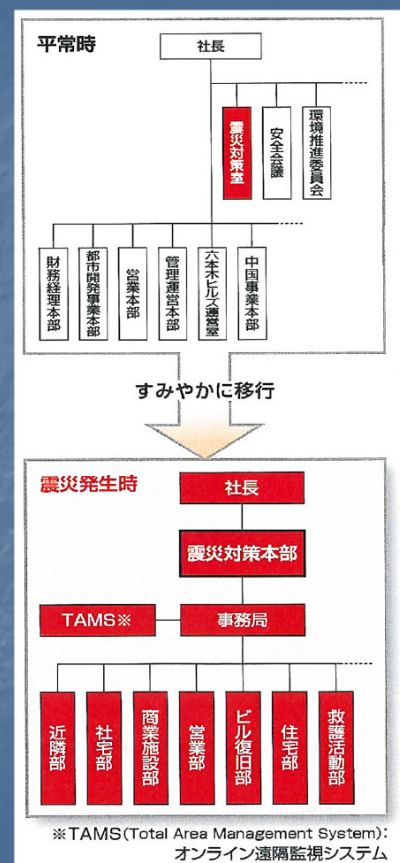 平常時
社長
震災対策室
安全会議
環境推進委員会
財務経理本部
都市開発事業本部
営業本部
管理運営本部
六本木ヒルズ運営室
中国事業本部
すみやかに移行
震災発生時
社長
震災対策本部
TAMS※
事務局
近隣部
社宅部
商業施設部
営業部
ビル復旧部
住宅部
救護活動部
※TAMS(Total Area Management System):
オンライン遠隔監視システム